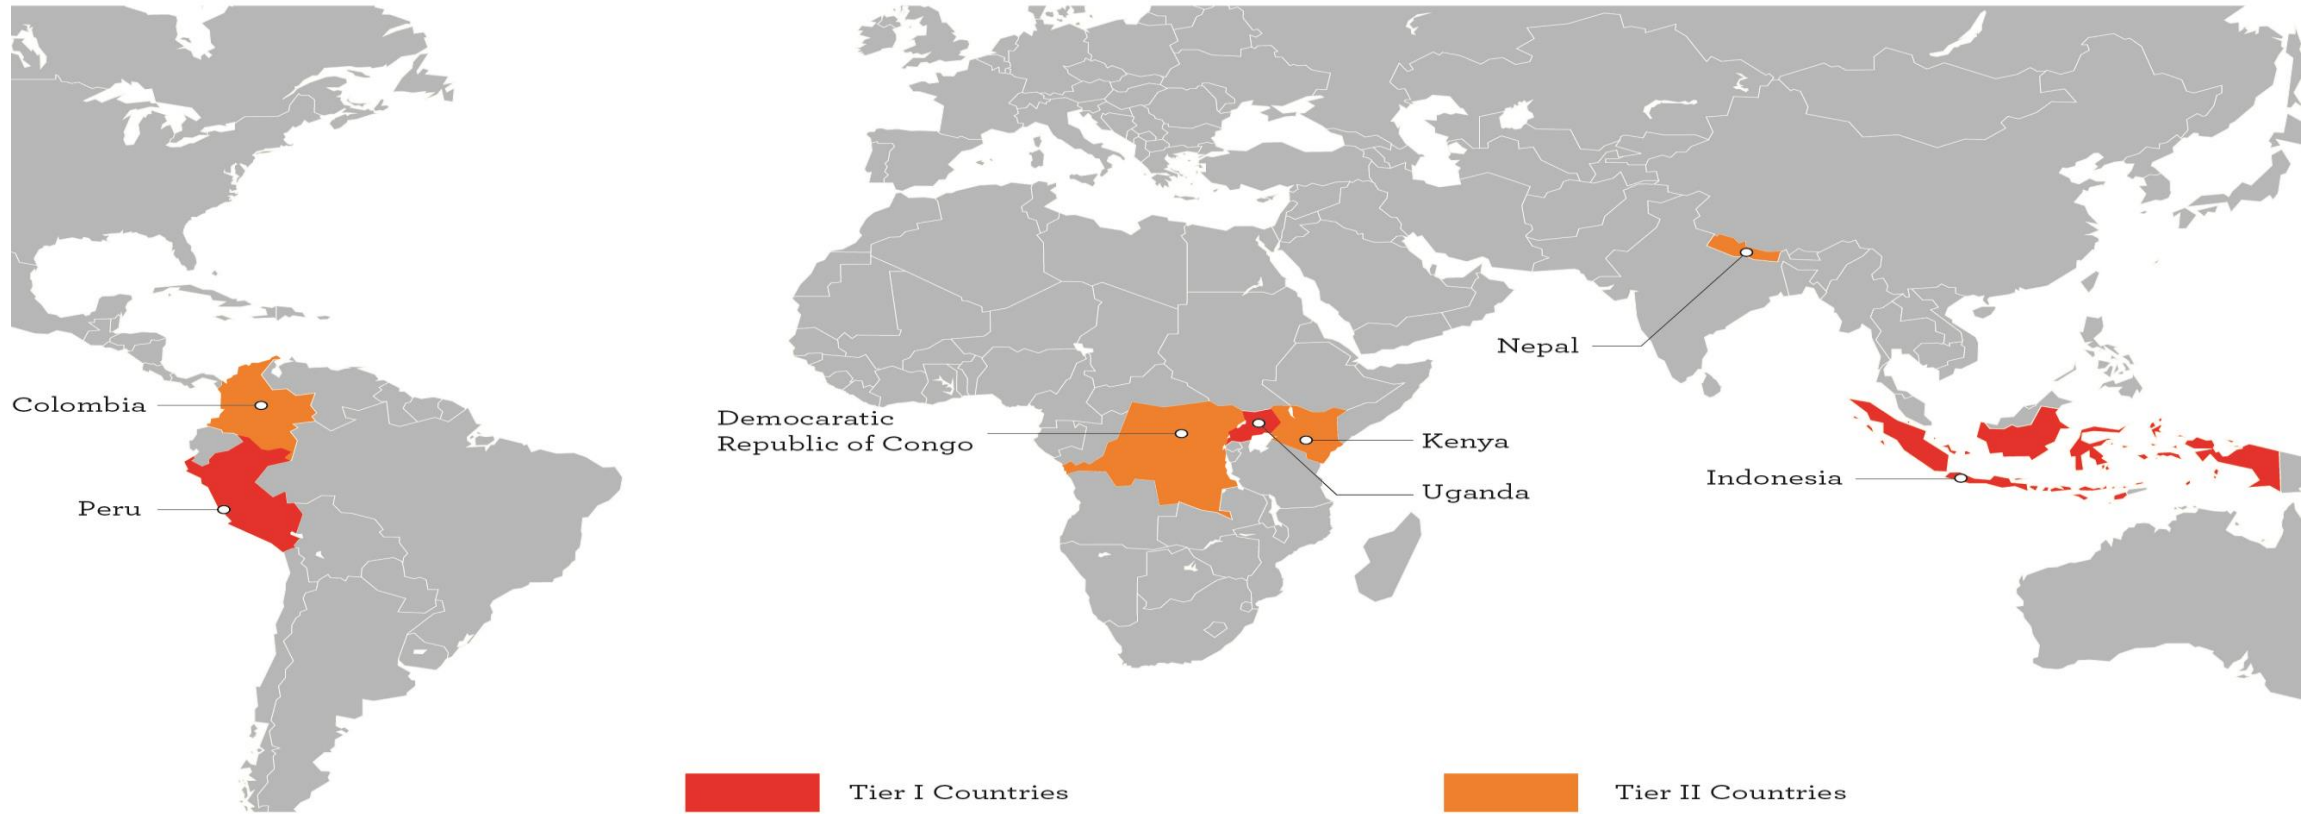 Nepal
Colombia
Democaratic
Republic of Congo
Kenya
Indonesia
Uganda
Peru
Tier I Countries
Tier II Countries